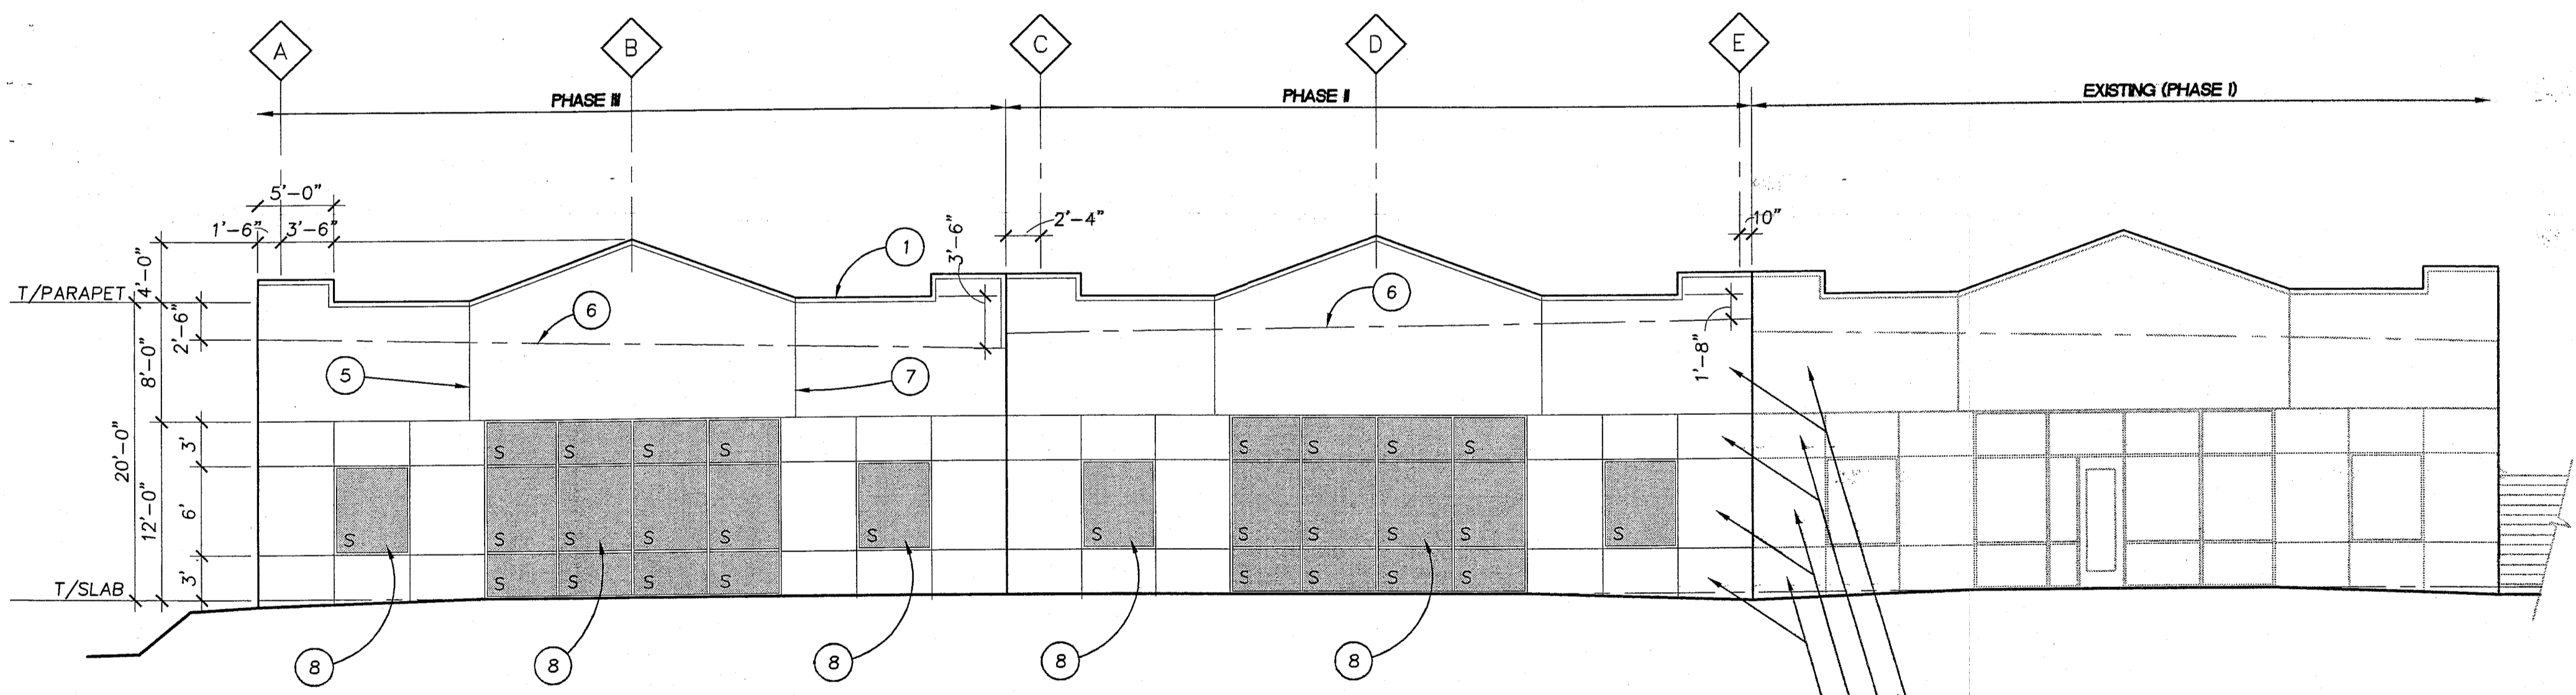 A B C D E
PHASE III PHASE II EXISTING (PHASE I)
5'-0"
1'-6" 3'-6" 2'-4" 10"
4'-0" 3'-6"
1
T/PARAPET
6 6
2'-6"
8'-0" 1'-8"
5 7
20'-0"
3'
S S S S S S S S
12'-0" 6'
S S S S S S S S S S S S
3'
S S S S S S S S
T/SLAB
8 8 8 8 8